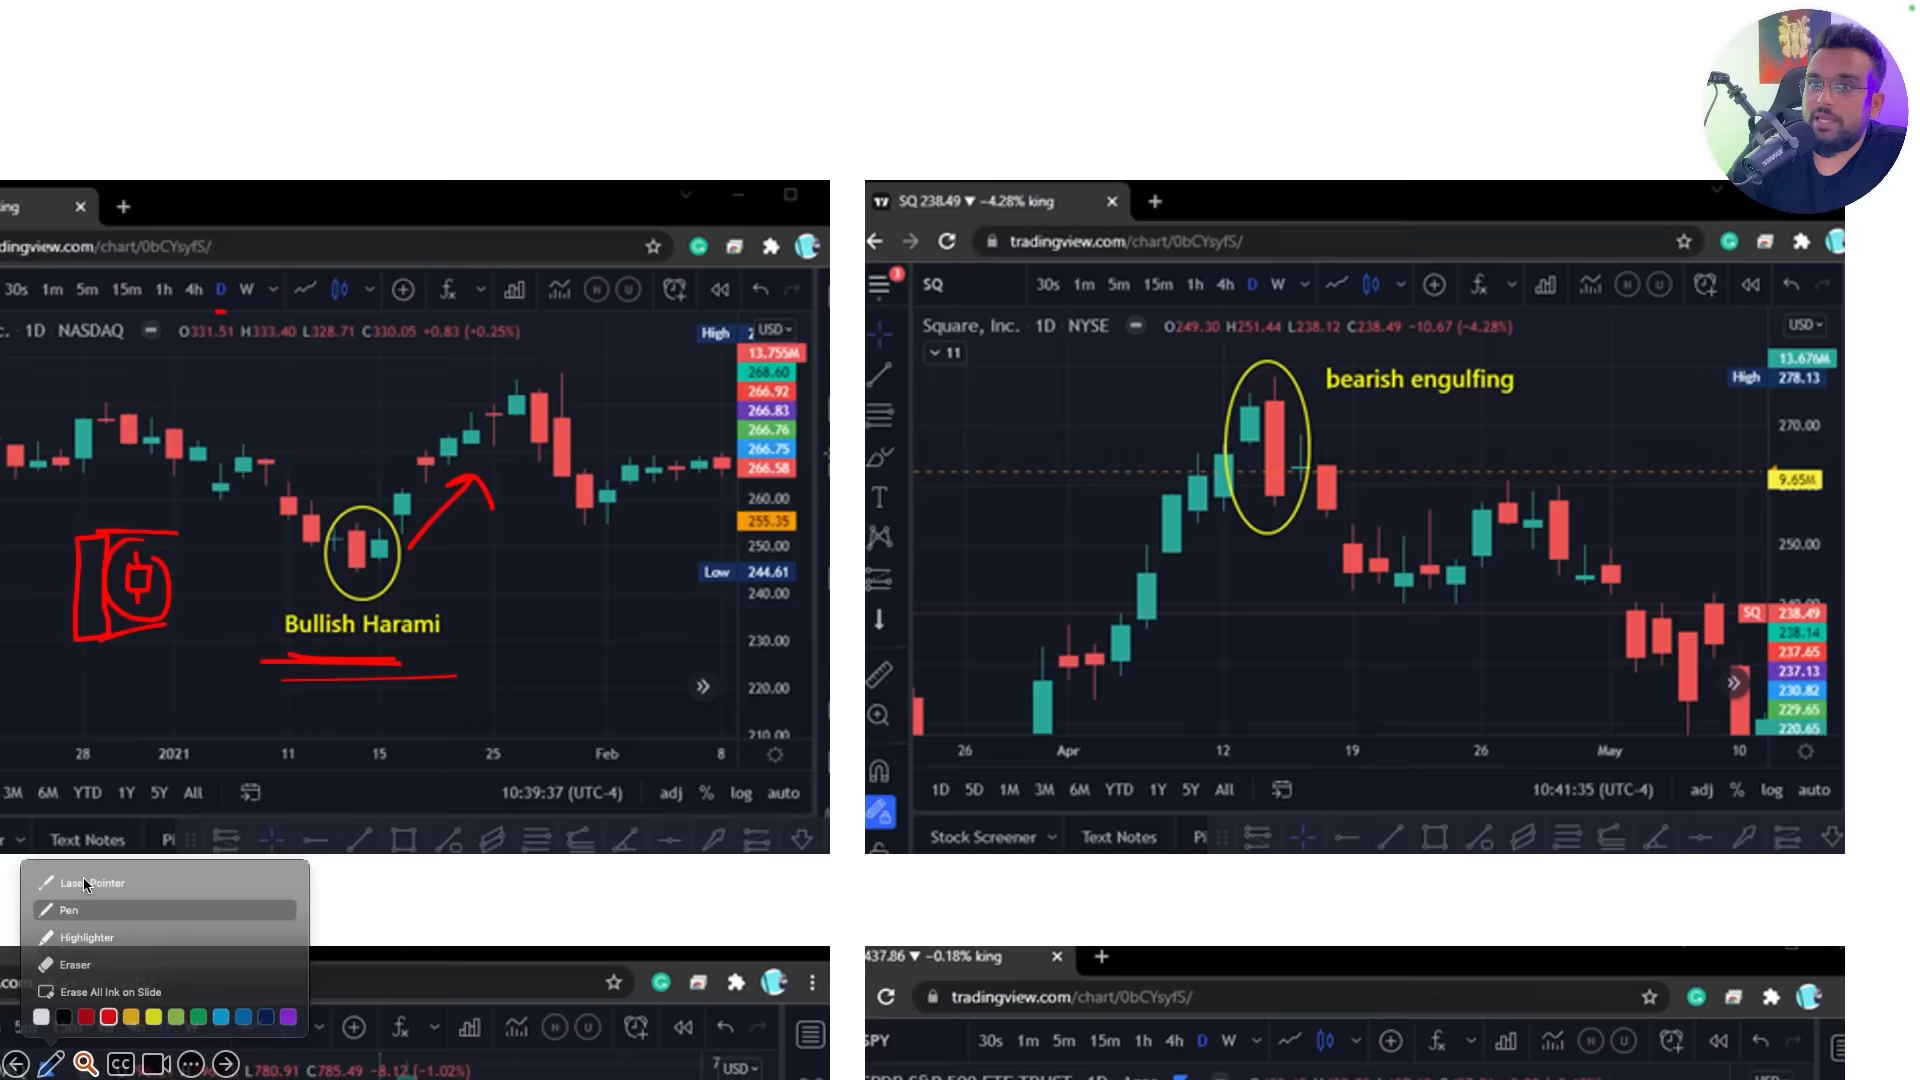 ing
dingview.com/chart/0bCYsyfS/
30s 1m 5m 15m 1h 4h D W
c. · 1D NASDAQ O331.51 H333.40 L328.71 C330.05 +0.83 (+0.25%)
High
USD
13.755M
268.60
266.92
266.83
266.76
266.75
266.58
260.00
255.35
250.00
Low 244.61
240.00
Bullish Harami
230.00
220.00
210.00
28 2021 11 15 25 Feb 8
3M 6M YTD 1Y 5Y All 10:39:37 (UTC-4) adj % log auto
Text Notes
SQ 238.49 ▼ −4.28% king
tradingview.com/chart/0bCYsyfS/
3
SQ 30s 1m 5m 15m 1h 4h D W
Square, Inc. · 1D NYSE O249.30 H251.44 L238.12 C238.49 −10.67 (−4.28%)
USD
11
bearish engulfing
13.676M
High 278.13
270.00
9.65M
250.00
SQ 238.49
238.14
237.65
237.13
230.82
229.65
220.65
26 Apr 12 19 26 May 10
1D 5D 1M 3M 6M YTD 1Y 5Y All 10:41:35 (UTC-4) adj % log auto
Stock Screener Text Notes
Laser Pointer
Pen
Highlighter
Eraser
Erase All Ink on Slide
CC
L780.91 C785.49 −8.12 (−1.02%)
USD
437.86 ▼ −0.18% king
tradingview.com/chart/0bCYsyfS/
SPY 30s 1m 5m 15m 1h 4h D W